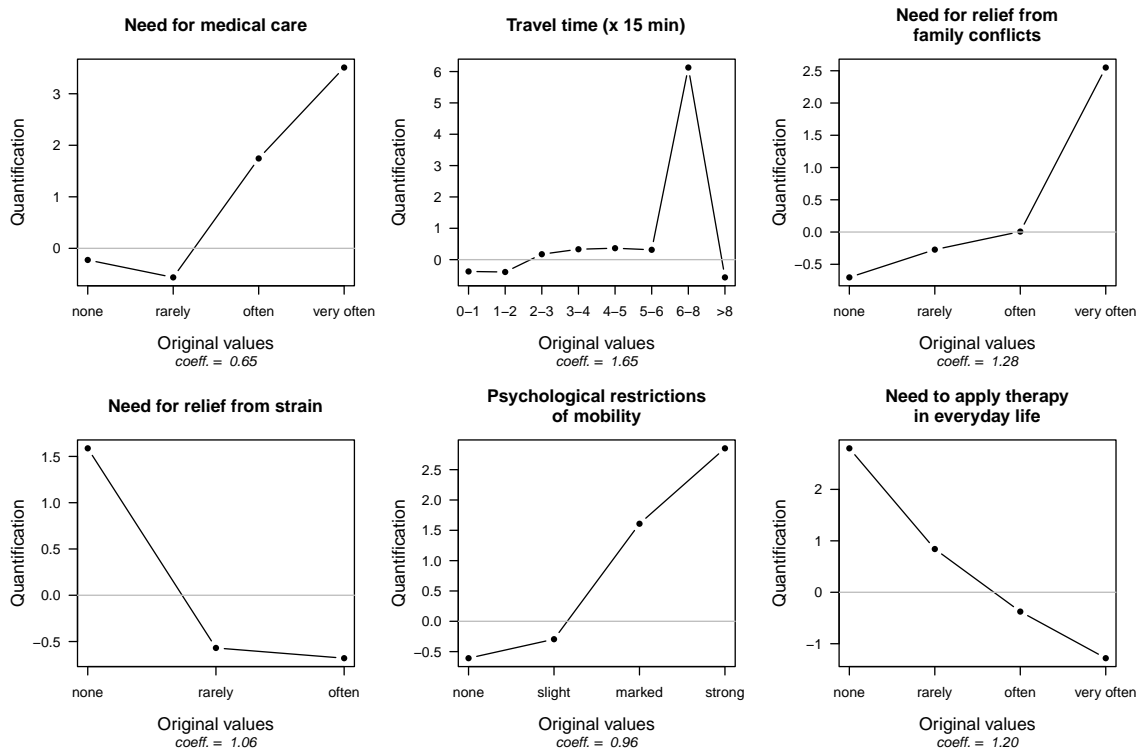 Need for medical care
Quantification
3
2
1
0
none rarely often very often
Original values
coeff. = 0.65
Travel time (x 15 min)
Quantification
6
5
4
3
2
1
0
0−1 1−2 2−3 3−4 4−5 5−6 6−8 >8
Original values
coeff. = 1.65
Need for relief from
family conflicts
Quantification
2.5
2.0
1.5
1.0
0.5
0.0
−0.5
none rarely often very often
Original values
coeff. = 1.28
Need for relief from strain
Quantification
1.5
1.0
0.5
0.0
−0.5
none rarely often
Original values
coeff. = 1.06
Psychological restrictions
of mobility
Quantification
2.5
2.0
1.5
1.0
0.5
0.0
−0.5
none slight marked strong
Original values
coeff. = 0.96
Need to apply therapy
in everyday life
Quantification
2
1
0
−1
none rarely often very often
Original values
coeff. = 1.20